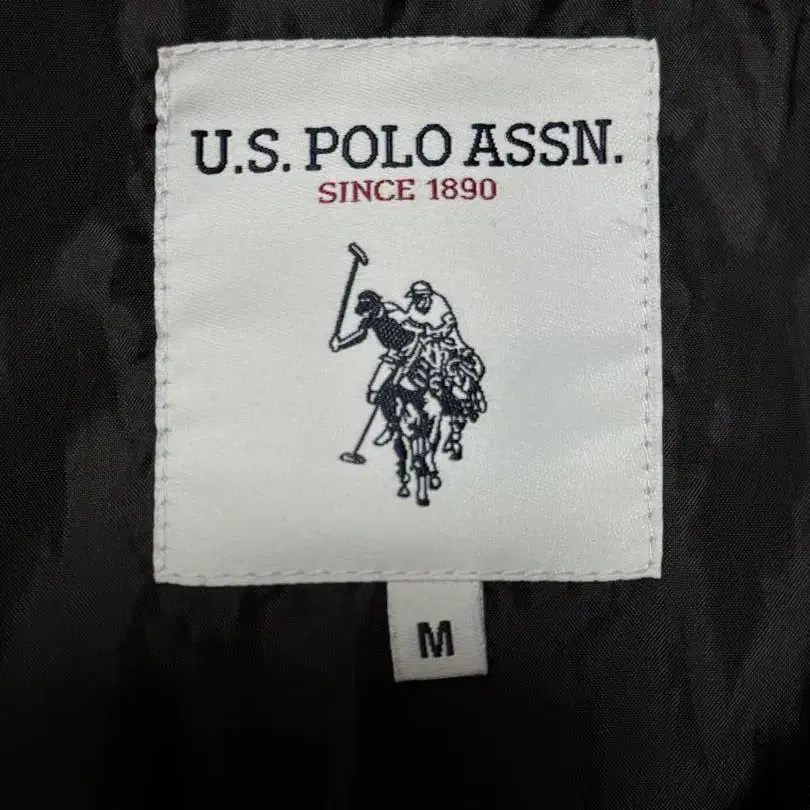 U.S. POLO ASSN.
SINCE 1890
M